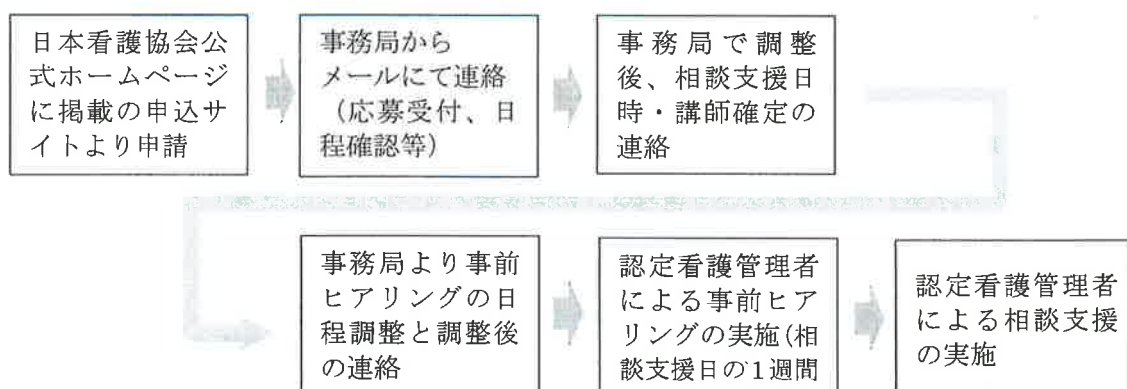 日本看護協会公
式ホームページ
に掲載の申込サ
イトより申請
事務局から
メールにて連絡
（応募受付、日
程確認等）
事務局で調整
後、相談支援日
時・講師確定の
連絡
事務局より事前
ヒアリングの日
程調整と調整後
の連絡
認定看護管理者
による事前ヒア
リングの実施(相
談支援日の1週間
認定看護管理者
による相談支援
の実施